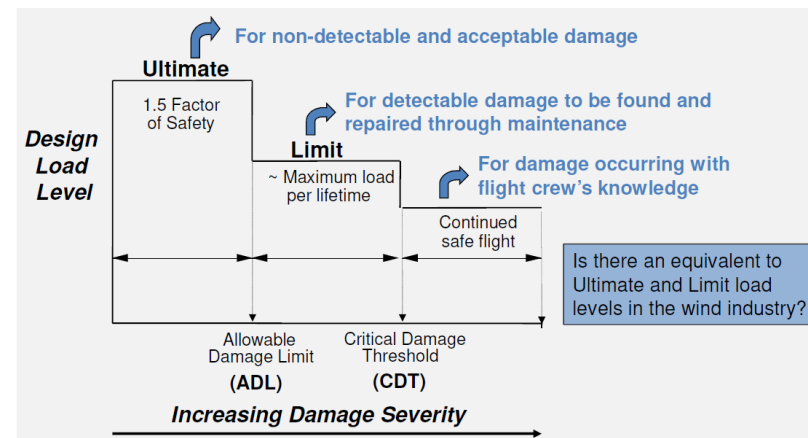 For non-detectable and acceptable damage
Ultimate
1.5 Factor
of Safety
Design
Load
Level
For detectable damage to be found and
repaired through maintenance
Limit
~ Maximum load
per lifetime
For damage occurring with
flight crew's knowledge
Continued
safe flight
Is there an equivalent to
Ultimate and Limit load
levels in the wind industry?
Allowable
Damage Limit
(ADL)
Critical Damage
Threshold
(CDT)
Increasing Damage Severity